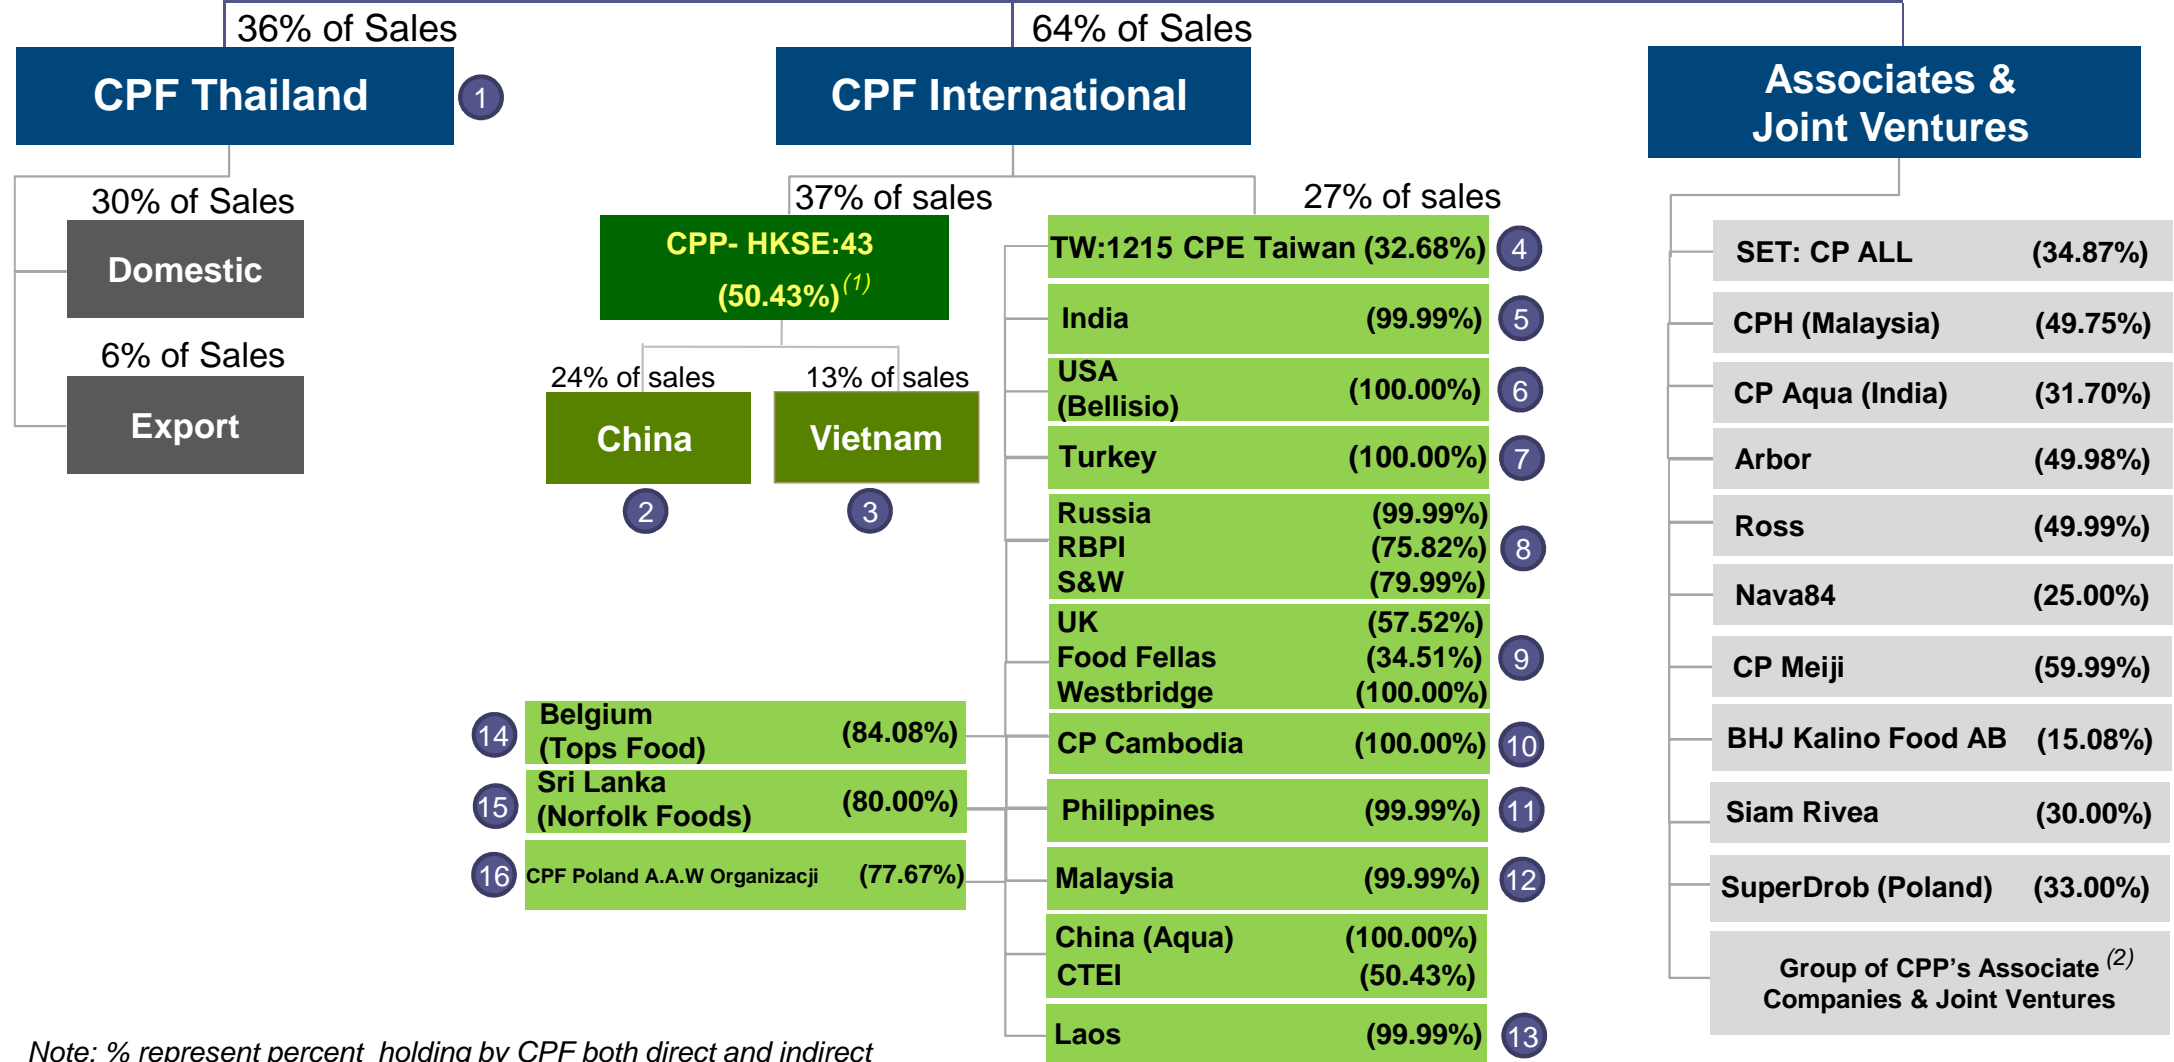 36% of Sales
CPF Thailand
1
30% of Sales
Domestic
6% of Sales
Export
64% of Sales
CPF International
37% of sales
CPP- HKSE:43
(50.43%)(1)
24% of sales
China
2
13% of sales
Vietnam
3
27% of sales
TW:1215 CPE Taiwan (32.68%) 4
India (99.99%) 5
USA
(Bellisio) (100.00%) 6
Turkey (100.00%) 7
Russia (99.99%)
RBPI (75.82%) 8
S&W (79.99%)
UK (57.52%)
Food Fellas (34.51%) 9
Westbridge (100.00%)
CP Cambodia (100.00%) 10
Philippines (99.99%) 11
Malaysia (99.99%) 12
China (Aqua) (100.00%)
CTEI (50.43%)
Laos (99.99%) 13
14 Belgium
(Tops Food) (84.08%)
15 Sri Lanka
(Norfolk Foods) (80.00%)
16 CPF Poland A.A.W Organizacji (77.67%)
Associates &
Joint Ventures
SET: CP ALL (34.87%)
CPH (Malaysia) (49.75%)
CP Aqua (India) (31.70%)
Arbor (49.98%)
Ross (49.99%)
Nava84 (25.00%)
CP Meiji (59.99%)
BHJ Kalino Food AB (15.08%)
Siam Rivea (30.00%)
SuperDrob (Poland) (33.00%)
Group of CPP's Associate (2)
Companies & Joint Ventures
Note: % represent percent holding by CPF both direct and indirect